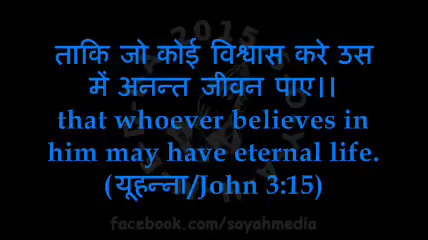 ताकि जो कोई विश्वास करे उस
में अनन्त जीवन पाए।।
that whoever believes in
him may have eternal life.
(यूहन्ना/John 3:15)
facebook.com/sayahmedia